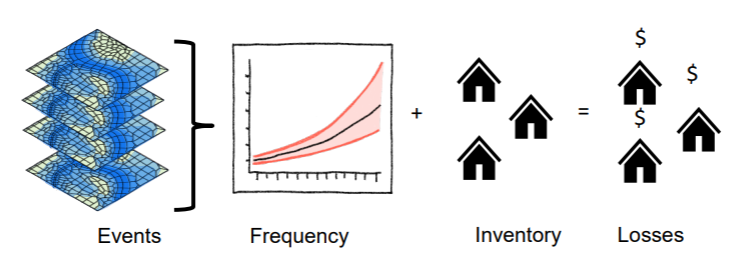 $
$
+
=
$
Events
Frequency
Inventory
Losses